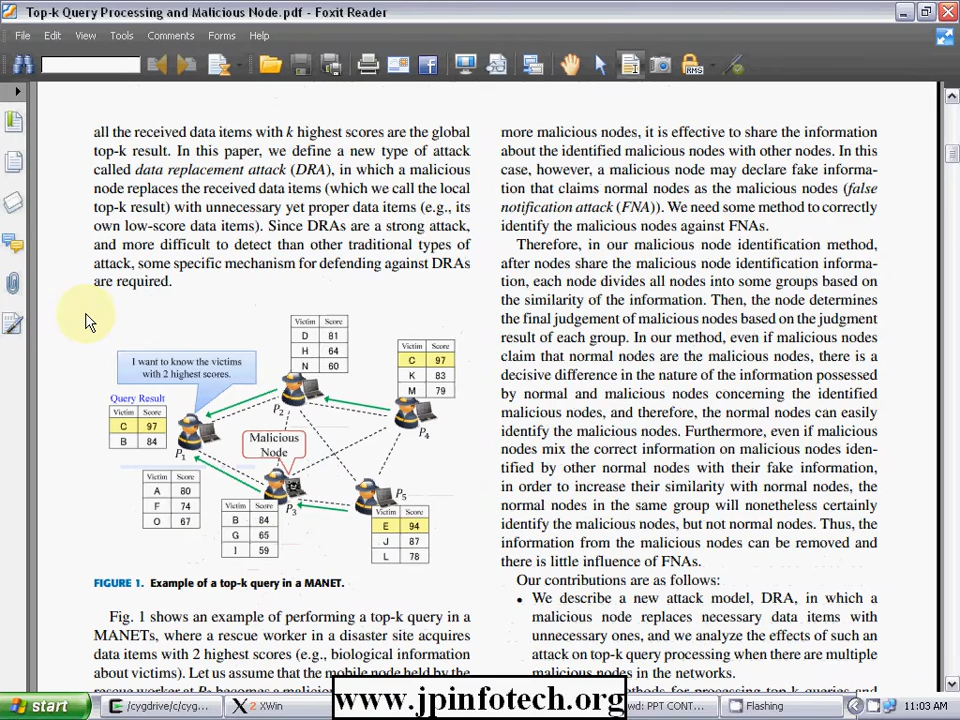 Top-k Query Processing and Malicious Node.pdf - Foxit Reader
File Edit View Tools Comments Forms Help
RMS
all the received data items with k highest scores are the global
top-k result. In this paper, we define a new type of attack
called data replacement attack (DRA), in which a malicious
node replaces the received data items (which we call the local
top-k result) with unnecessary yet proper data items (e.g., its
own low-score data items). Since DRAs are a strong attack,
and more difficult to detect than other traditional types of
attack, some specific mechanism for defending against DRAs
are required.
I want to know the victims
with 2 highest scores.
Victim Score
D 81
H 64
N 60
Victim Score
C 97
K 83
M 79
Query Result
Victim Score
C 97
B 84
P1
P2
P4
Malicious
Node
P3
P5
Victim Score
A 80
F 74
O 67
Victim Score
B 84
G 65
I 59
Victim Score
E 94
J 87
L 78
FIGURE 1. Example of a top-k query in a MANET.
Fig. 1 shows an example of performing a top-k query in a
MANETs, where a rescue worker in a disaster site acquires
data items with 2 highest scores (e.g., biological information
about victims). Let us assume that the mobile node held by the
more malicious nodes, it is effective to share the information
about the identified malicious nodes with other nodes. In this
case, however, a malicious node may declare fake informa-
tion that claims normal nodes as the malicious nodes (false
notification attack (FNA)). We need some method to correctly
identify the malicious nodes against FNAs.
Therefore, in our malicious node identification method,
after nodes share the malicious node identification informa-
tion, each node divides all nodes into some groups based on
the similarity of the information. Then, the node determines
the final judgement of malicious nodes based on the judgment
result of each group. In our method, even if malicious nodes
claim that normal nodes are the malicious nodes, there is a
decisive difference in the nature of the information possessed
by normal and malicious nodes concerning the identified
malicious nodes, and therefore, the normal nodes can easily
identify the malicious nodes. Furthermore, even if malicious
nodes mix the correct information on malicious nodes iden-
tified by other normal nodes with their fake information,
in order to increase their similarity with normal nodes, the
normal nodes in the same group will nonetheless certainly
identify the malicious nodes, but not normal nodes. Thus, the
information from the malicious nodes can be removed and
there is little influence of FNAs.
Our contributions are as follows:
• We describe a new attack model, DRA, in which a
malicious node replaces necessary data items with
unnecessary ones, and we analyze the effects of such an
attack on top-k query processing when there are multiple
malicious nodes in the networks.
www.jpinfotech.org
start
/cygdrive/c/cyg...
2 XWin
wd: PPT CONT...
Flashing
11:03 AM